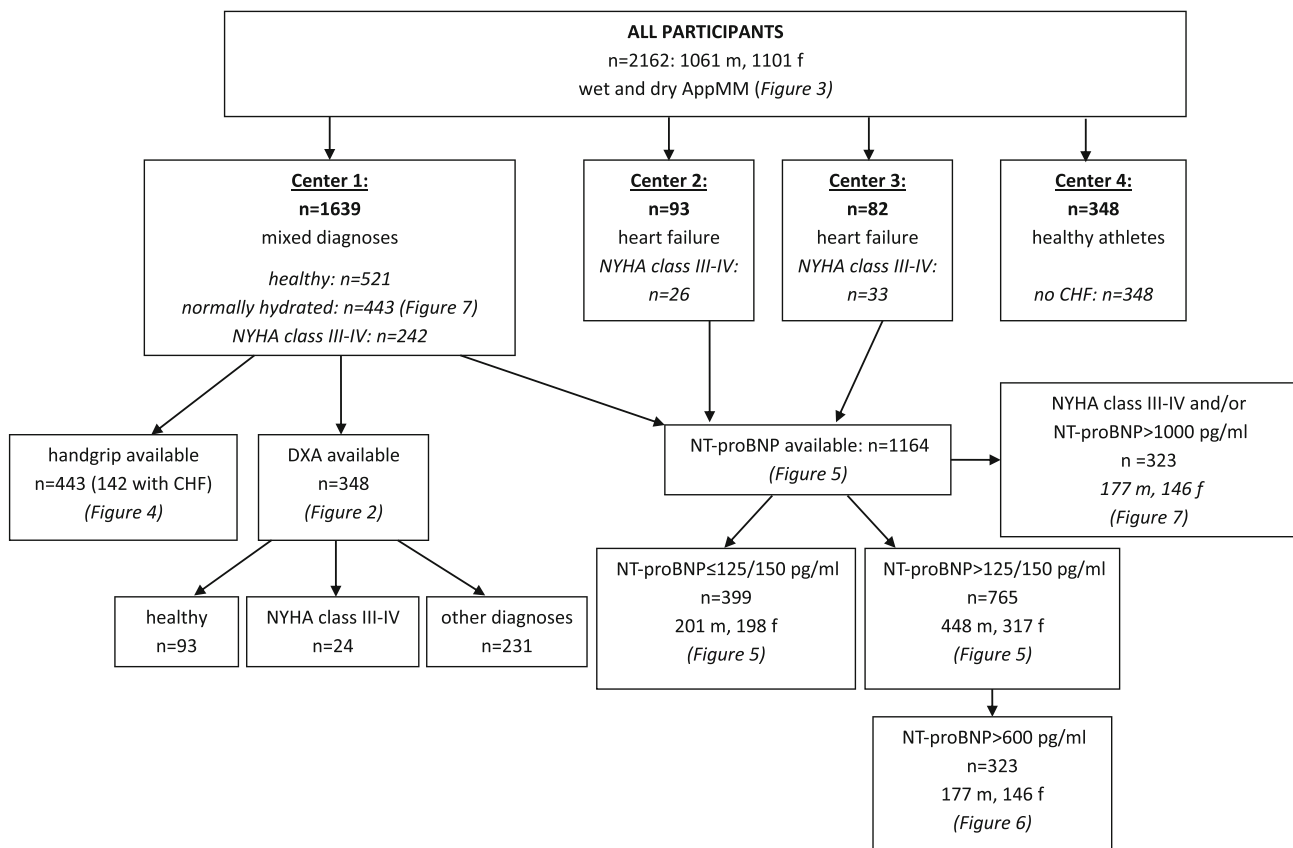 ALL PARTICIPANTS
n=2162: 1061 m, 1101 f
wet and dry AppMM (Figure 3)
Center 1:
n=1639
mixed diagnoses
healthy: n=521
normally hydrated: n=443 (Figure 7)
NYHA class III-IV: n=242
Center 2:
n=93
heart failure
NYHA class III-IV:
n=26
Center 3:
n=82
heart failure
NYHA class III-IV:
n=33
Center 4:
n=348
healthy athletes
no CHF: n=348
handgrip available
n=443 (142 with CHF)
(Figure 4)
DXA available
n=348
(Figure 2)
NT-proBNP available: n=1164
(Figure 5)
NYHA class III-IV and/or
NT-proBNP>1000 pg/ml
n =323
177 m, 146 f
(Figure 7)
healthy
n=93
NYHA class III-IV
n=24
other diagnoses
n=231
NT-proBNP≤125/150 pg/ml
n=399
201 m, 198 f
(Figure 5)
NT-proBNP>125/150 pg/ml
n=765
448 m, 317 f
(Figure 5)
NT-proBNP>600 pg/ml
n=323
177 m, 146 f
(Figure 6)